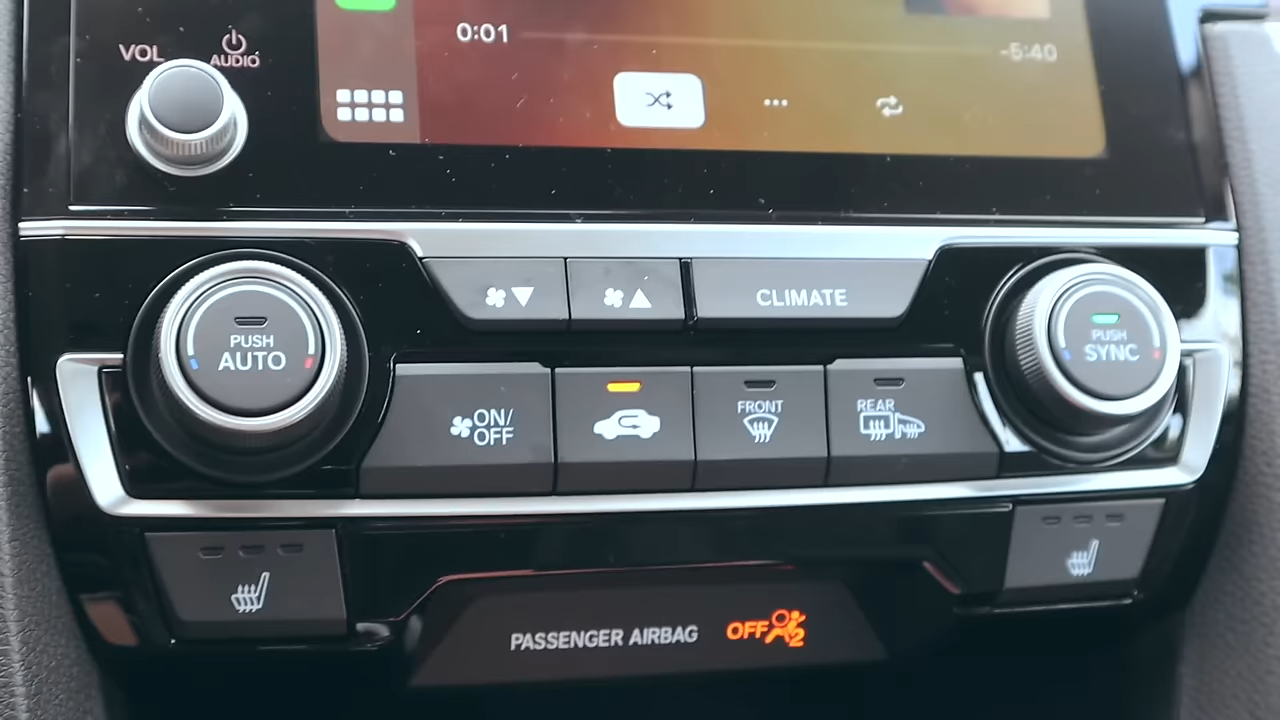 VOL
AUDIO
0:01
-5:40
CLIMATE
PUSH
AUTO
PUSH
SYNC
ON/
OFF
FRONT
REAR
PASSENGER AIRBAG
OFF
2